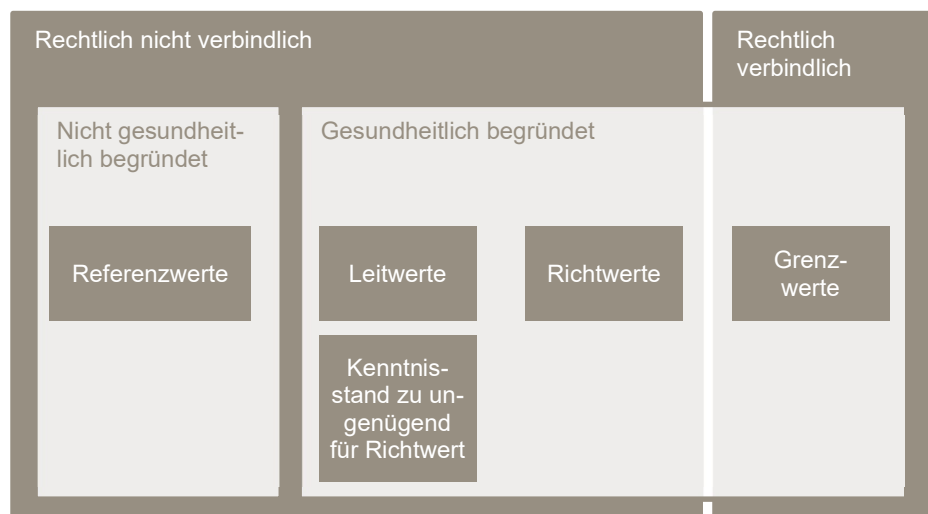 Rechtlich nicht verbindlich
Rechtlich
verbindlich
Nicht gesundheit-
lich begründet
Gesundheitlich begründet
Referenzwerte
Leitwerte
Richtwerte
Grenz-
werte
Kenntnis-
stand zu un-
genügend
für Richtwert